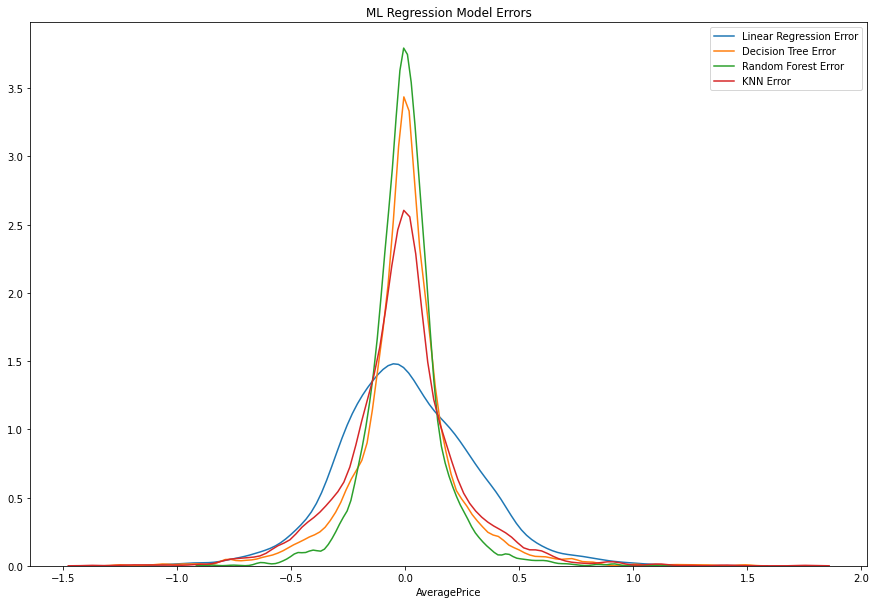 ML Regression Model Errors
Linear Regression Error
Decision Tree Error
Random Forest Error
KNN Error
3.5
3.0
2.5
2.0
1.5
1.0
0.5
0.0
−1.5 −1.0 −0.5 0.0 0.5 1.0 1.5 2.0
AveragePrice